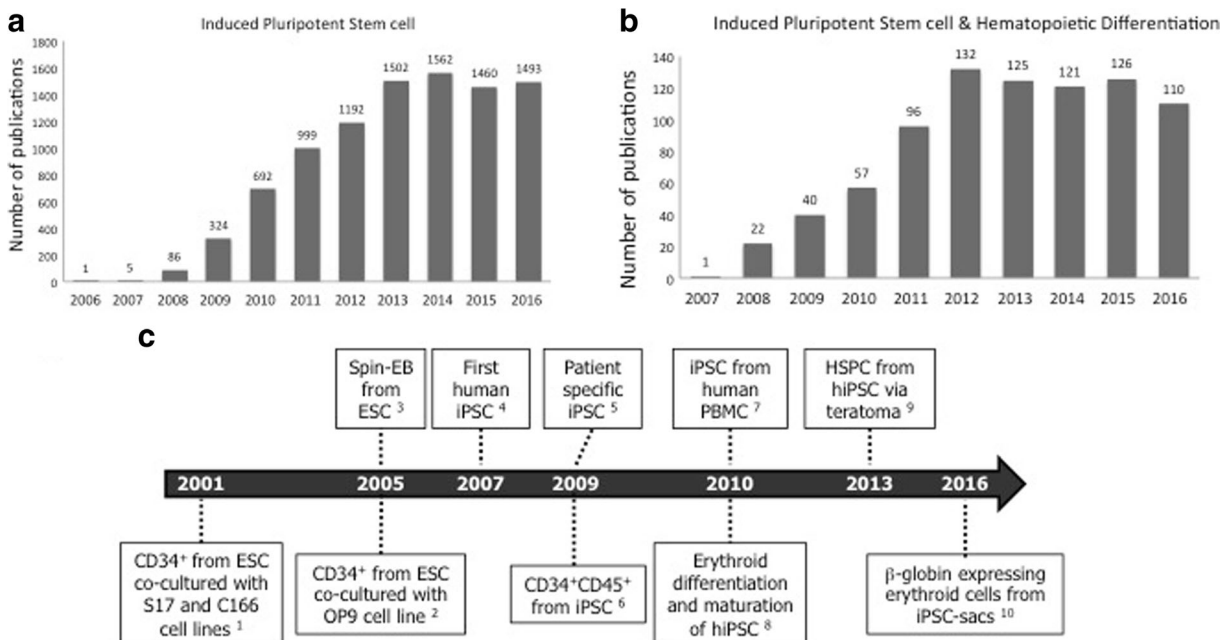 a
Induced Pluripotent Stem cell
Number of publications
1800
1600
1400
1200
1000
800
600
400
200
0
1
5
86
324
692
999
1192
1502
1562
1460
1493
2006 2007 2008 2009 2010 2011 2012 2013 2014 2015 2016
b
Induced Pluripotent Stem cell & Hematopoietic Differentiation
Number of publications
140
120
100
80
60
40
20
0
1
22
40
57
96
132
125
121
126
110
2007 2008 2009 2010 2011 2012 2013 2014 2015 2016
c
Spin-EB
from
ESC 3
First
human
iPSC 4
Patient
specific
iPSC 5
iPSC from
human
PBMC 7
HSPC from
hiPSC via
teratoma 9
2001 2005 2007 2009 2010 2013 2016
CD34+ from ESC
co-cultured with
S17 and C166
cell lines 1
CD34+ from ESC
co-cultured with
OP9 cell line 2
CD34+CD45+
from iPSC 6
Erythroid
differentiation
and maturation
of hiPSC 8
β-globin expressing
erythroid cells from
iPSC-sacs 10